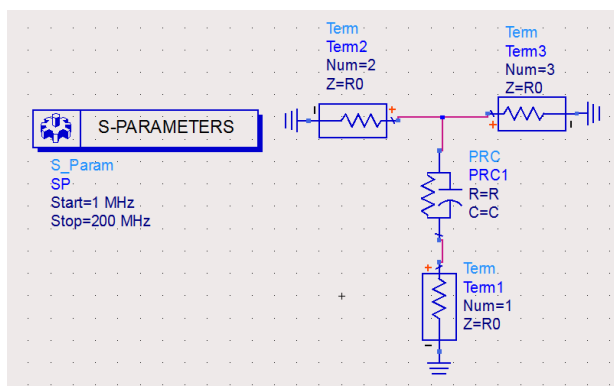 Term
Term2
Num=2
Z=R0
Term
Term3
Num=3
Z=R0
S-PARAMETERS
S_Param
SP
Start=1 MHz
Stop=200 MHz
PRC
PRC1
R=R
C=C
Term
Term1
Num=1
Z=R0